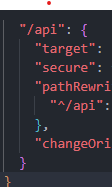 "/api": {
"target":
"secure":
"pathRewri
"^/api":
},
"changeOri
}
}